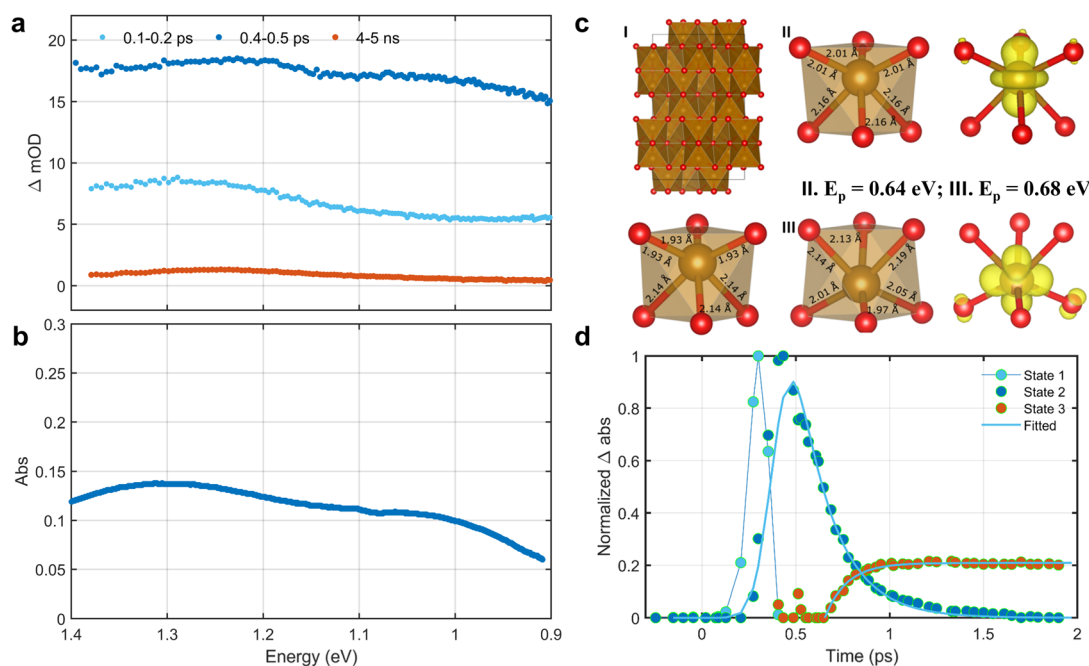 a
0.1-0.2 ps
0.4-0.5 ps
4-5 ns
20
15
10
5
0
Δ mOD
b
0.3
0.25
0.2
0.15
0.1
0.05
0
Abs
1.4
1.3
1.2
1.1
1
0.9
Energy (eV)
c
I
II
2.01 Å
2.01 Å
2.01 Å
2.16 Å
2.16 Å
2.16 Å
II. Ep = 0.64 eV; III. Ep = 0.68 eV
1.93 Å
1.93 Å
1.93 Å
2.14 Å
2.14 Å
2.14 Å
III
2.13 Å
2.14 Å
2.19 Å
2.01 Å
2.05 Å
1.97 Å
d
1
0.8
0.6
0.4
0.2
0
Normalized Δ abs
State 1
State 2
State 3
Fitted
0
0.5
1
1.5
2
Time (ps)